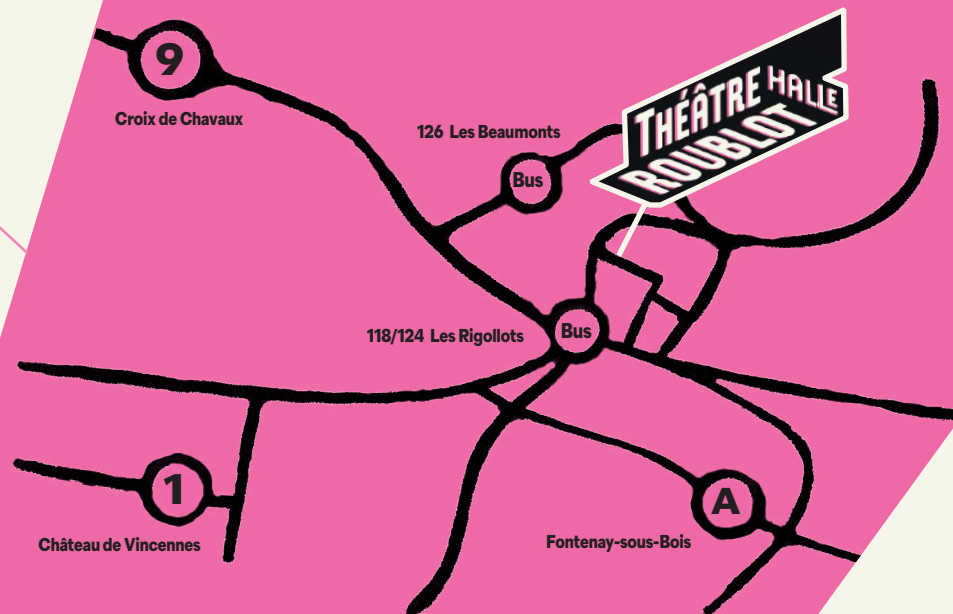 9
Croix de Chavaux
126 Les Beaumonts
Bus
THÉÂTRE HALLE
ROUBLOT
118/124 Les Rigollots
Bus
1
Château de Vincennes
A
Fontenay-sous-Bois